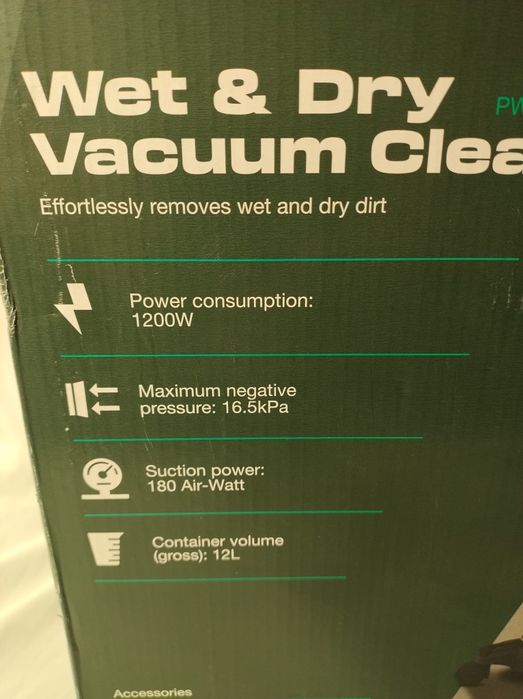 Wet & Dry
PW
Vacuum Clea
Effortlessly removes wet and dry dirt
Power consumption:
1200W
Maximum negative
pressure: 16.5kPa
Suction power:
180 Air-Watt
Container volume
(gross): 12L
Accessories